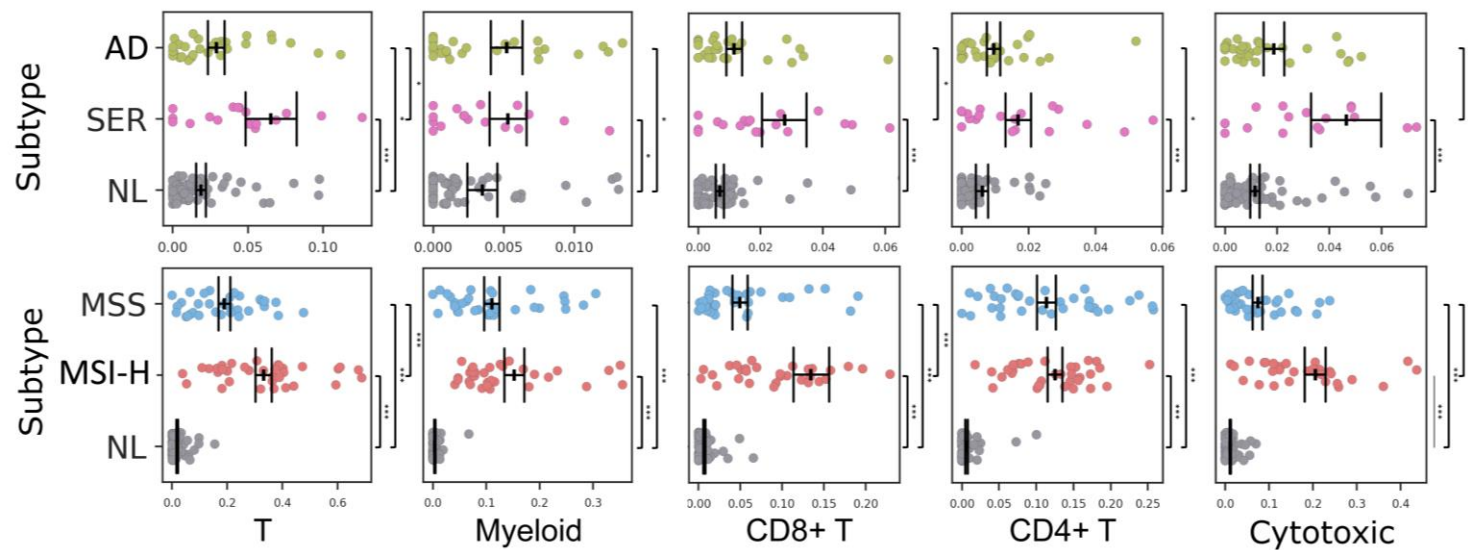 Subtype
AD
SER
NL
0.00 0.05 0.10
0.000 0.005 0.010
0.00 0.02 0.04 0.06
0.00 0.02 0.04 0.06
0.00 0.02 0.04 0.06
Subtype
MSS
MSI-H
NL
0.0 0.2 0.4 0.6
0.0 0.1 0.2 0.3
0.00 0.05 0.10 0.15 0.20
0.00 0.05 0.10 0.15 0.20 0.25
0.0 0.1 0.2 0.3 0.4
T Myeloid CD8+ T CD4+ T Cytotoxic